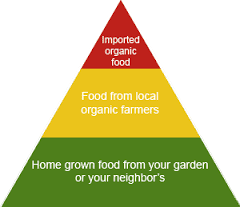 Imported
organic
food
Food from local
organic farmers
Home grown food from your garden
or your neighbor's